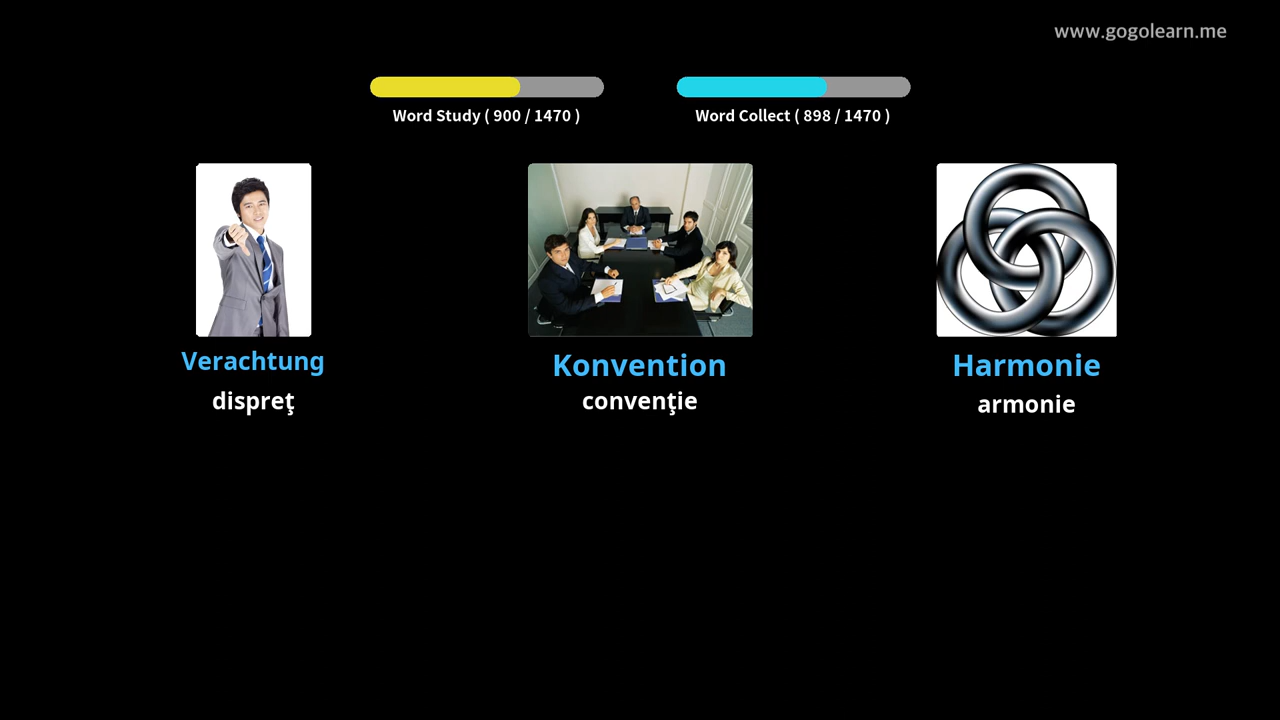 www.gogolearn.me
Word Study ( 900 / 1470 )
Word Collect ( 898 / 1470 )
Verachtung
dispreţ
Konvention
convenţie
Harmonie
armonie